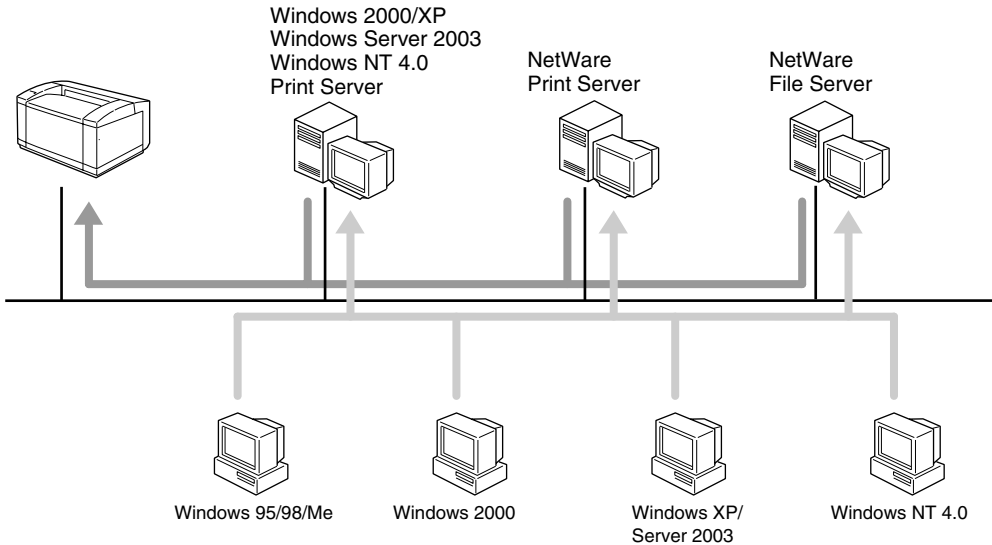 Windows 2000/XP
Windows Server 2003
Windows NT 4.0
Print Server
NetWare
Print Server
NetWare
File Server
Windows 95/98/Me
Windows 2000
Windows XP/
Server 2003
Windows NT 4.0